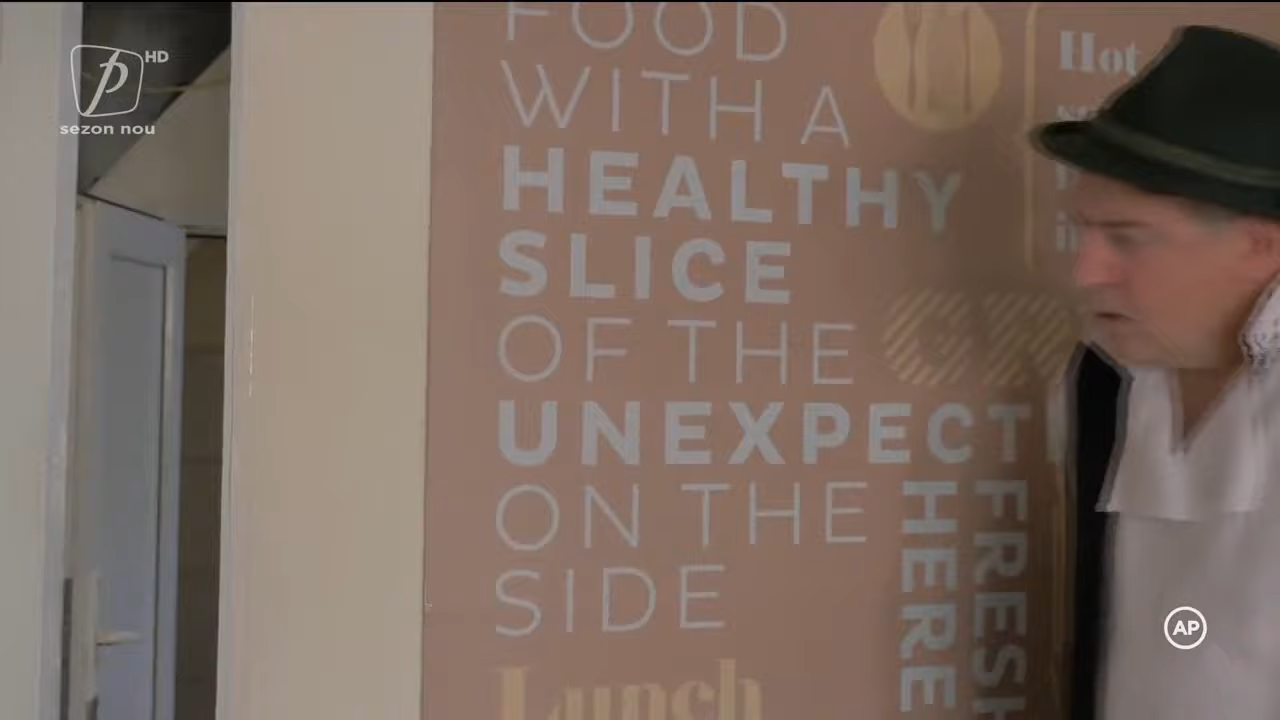 HD
sezon nou
FOOD
WITH A
HEALTHY
SLICE
OF THE
UNEXPECT
ON THE
SIDE
Lunch
Hot
HERE
FRESH
AP